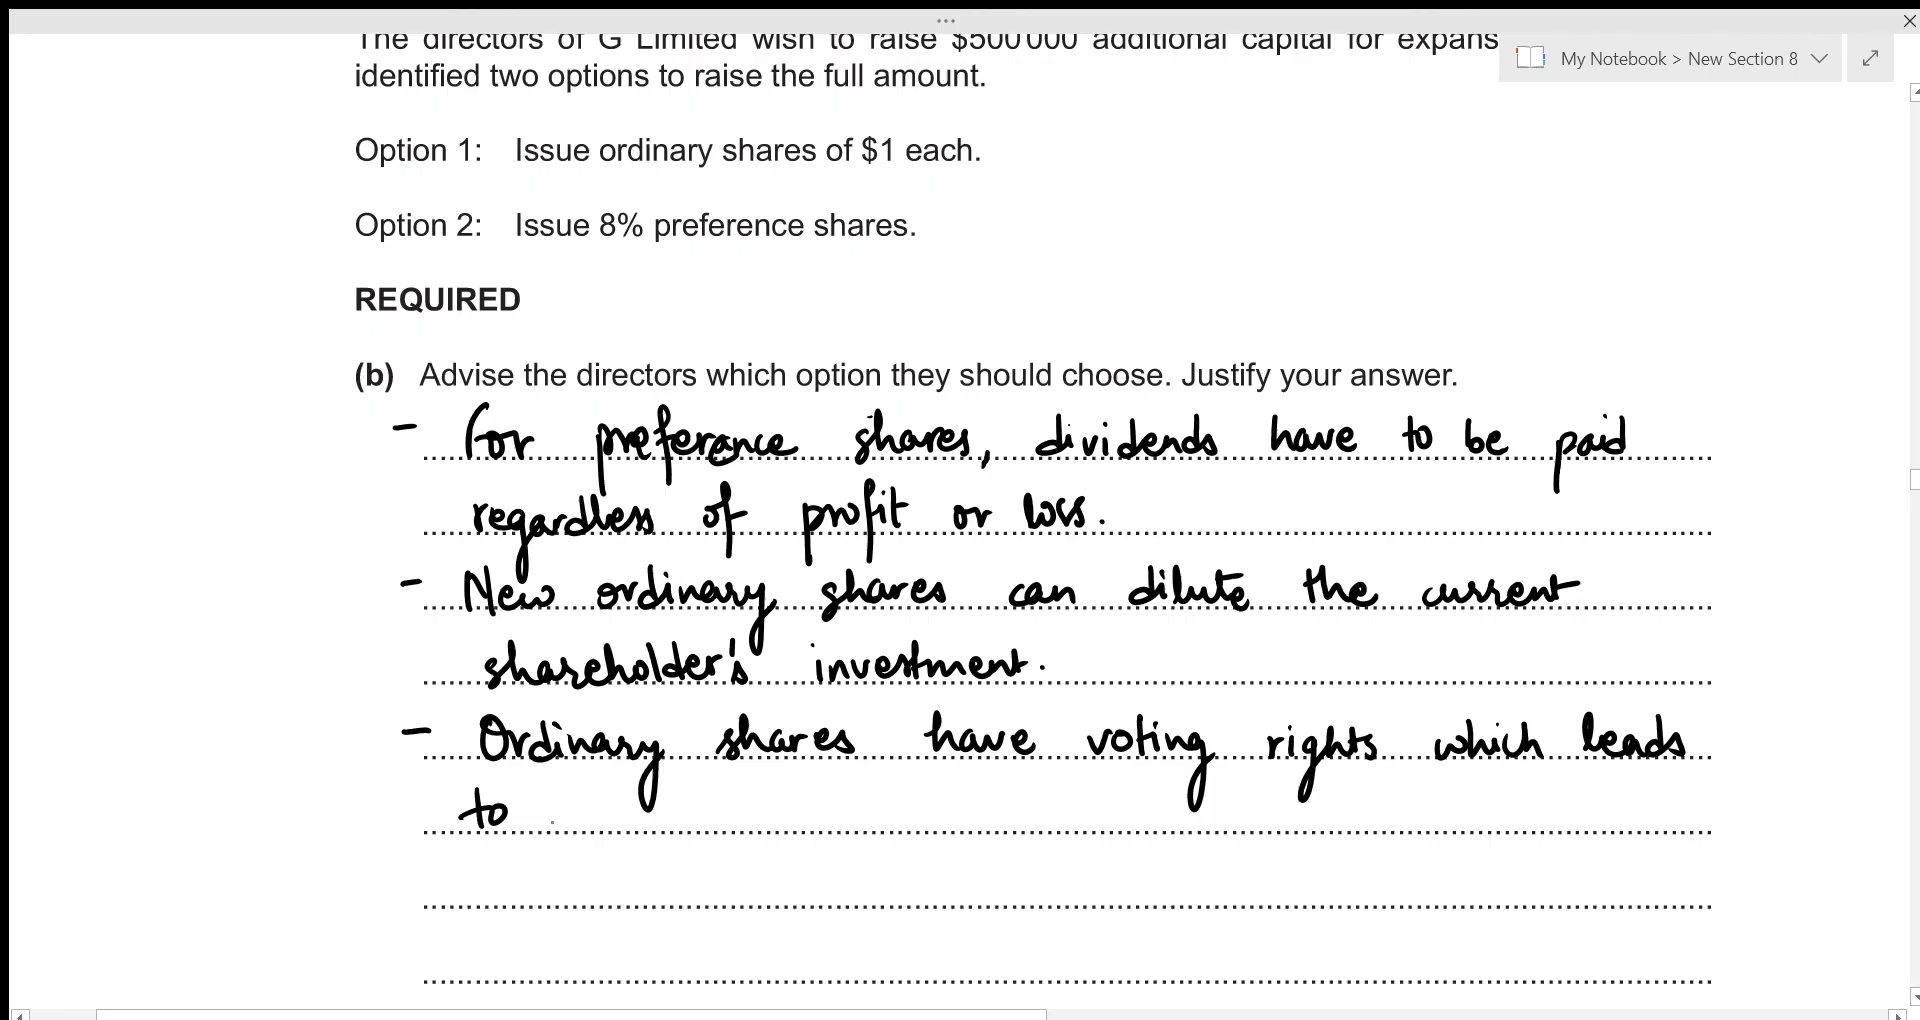 The directors of G Limited wish to raise $500 000 additional capital for expans
My Notebook > New Section 8
identified two options to raise the full amount.
Option 1: Issue ordinary shares of $1 each.
Option 2: Issue 8% preference shares.
REQUIRED
(b) Advise the directors which option they should choose. Justify your answer.
- For preferance shares, dividends have to be paid
regardless of profit or loss.
- New ordinary shares can dilute the current
shareholder's investment.
- Ordinary shares have voting rights which leads
to